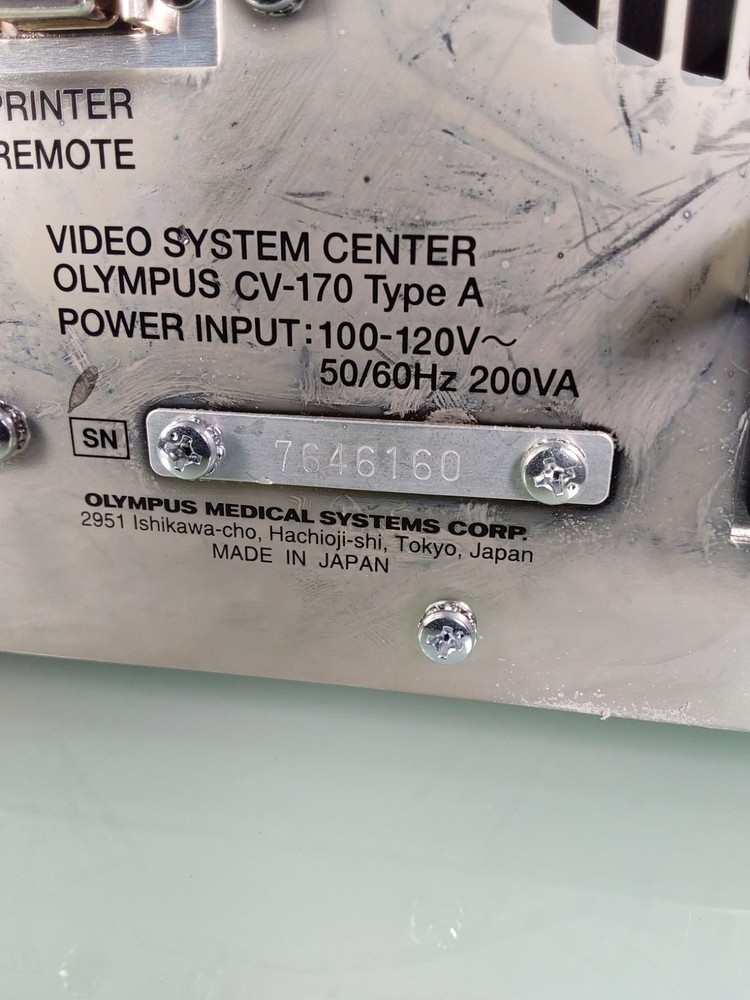 PRINTER
REMOTE
VIDEO SYSTEM CENTER
OLYMPUS CV-170 Type A
POWER INPUT:100-120V～
50/60Hz 200VA
SN 7646160
OLYMPUS MEDICAL SYSTEMS CORP.
2951 Ishikawa-cho, Hachioji-shi, Tokyo, Japan
MADE IN JAPAN